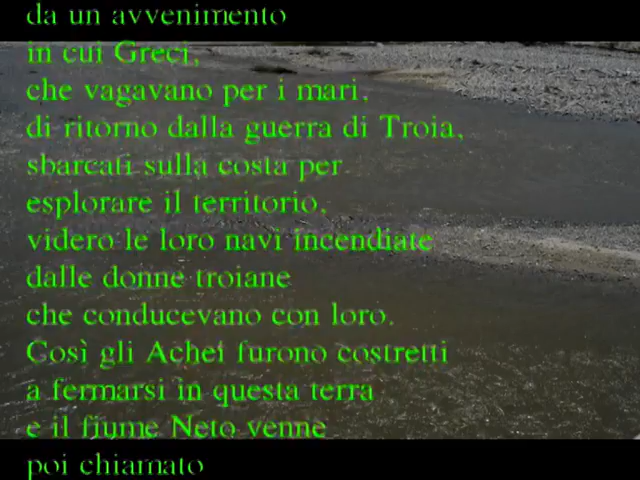 da un avvenimento
in cui Greci,
che vagavano per i mari,
di ritorno dalla guerra di Troia,
sbarcati sulla costa per
esplorare il territorio,
videro le loro navi incendiate
dalle donne troiane
che conducevano con loro.
Così gli Achei furono costretti
a fermarsi in questa terra
e il fiume Neto venne
poi chiamato